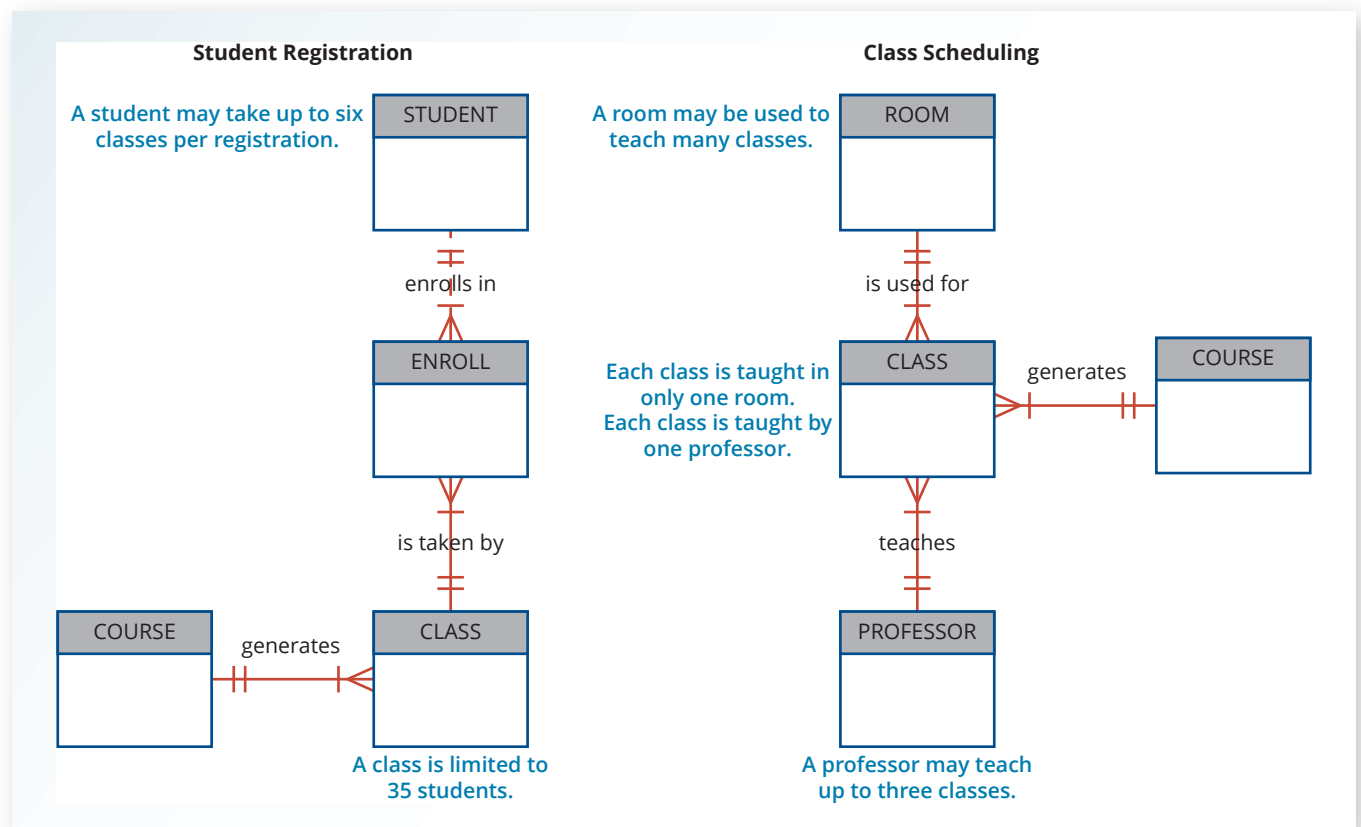 Student Registration
A student may take up to six
classes per registration.
STUDENT
enrolls in
ENROLL
is taken by
COURSE
generates
CLASS
A class is limited to
35 students.
Class Scheduling
A room may be used to
teach many classes.
ROOM
is used for
Each class is taught in
only one room.
Each class is taught by
one professor.
CLASS
generates
COURSE
teaches
PROFESSOR
A professor may teach
up to three classes.